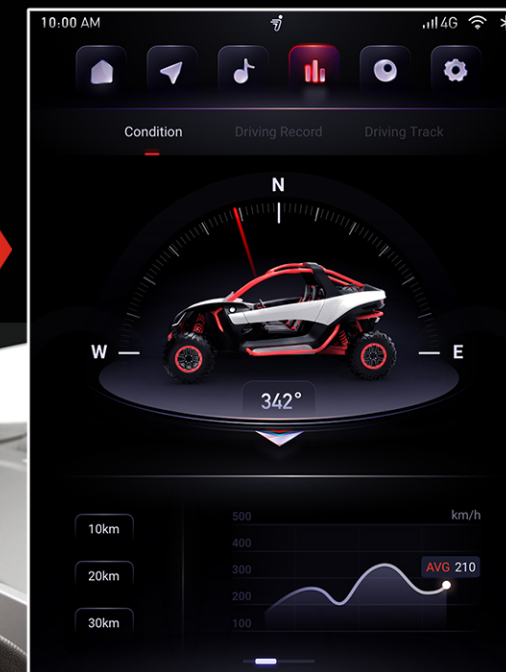 10:00 AM
4G
Condition Driving Record Driving Track
N
W E
342°
500 km/h
400
10km
300
AVG 210
20km
200
30km
100